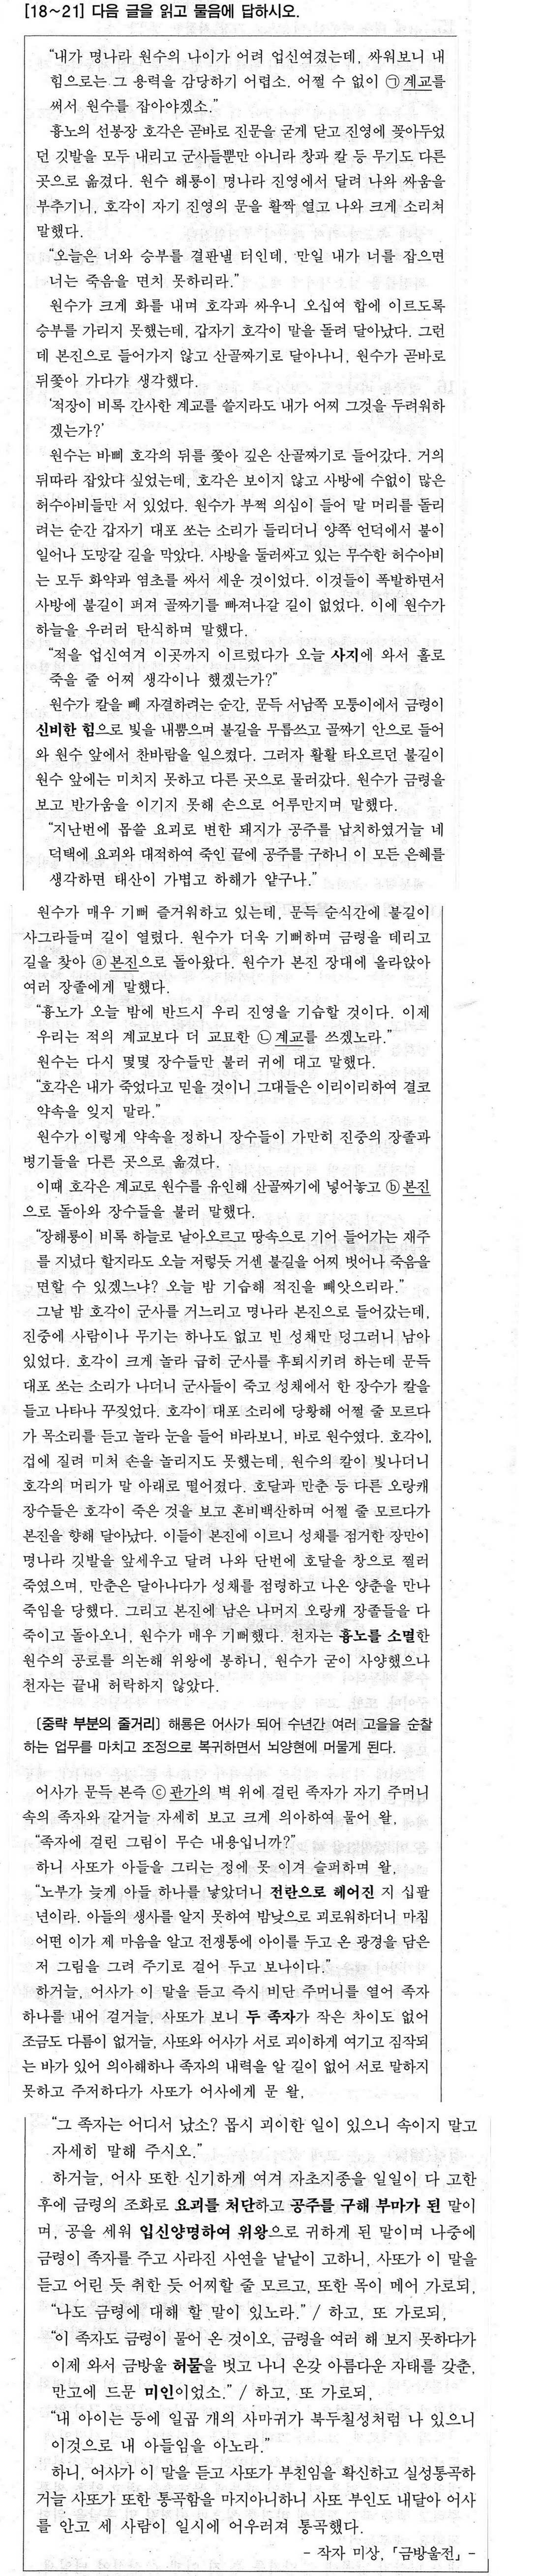 [18~21] 다음 글을 읽고 물음에 답하시오.
“내가 명나라 원수의 나이가 어려 업신여겼는데, 싸워보니 내
힘으로는 그 용력을 감당하기 어렵소. 어쩔 수 없이 ㉠계교를
써서 원수를 잡아야겠소.”
흉노의 선봉장 호각은 곧바로 진문을 굳게 닫고 진영에 꽂아두었
던 깃발을 모두 내리고 군사들뿐만 아니라 창과 칼 등 무기도 다른
곳으로 옮겼다. 원수 해룡이 명나라 진영에서 달려 나와 싸움을
부추기니, 호각이 자기 진영의 문을 활짝 열고 나와 크게 소리쳐
말했다.
“오늘은 너와 승부를 결판낼 터인데, 만일 내가 너를 잡으면
너는 죽음을 면치 못하리라.”
원수가 크게 화를 내며 호각과 싸우니 오십여 합에 이르도록
승부를 가리지 못했는데, 갑자기 호각이 말을 돌려 달아났다. 그런
데 본진으로 들어가지 않고 산골짜기로 달아나니, 원수가 곧바로
뒤쫓아 가다가 생각했다.
‘적장이 비록 간사한 계교를 쓸지라도 내가 어찌 그것을 두려워하
겠는가?’
원수는 바삐 호각의 뒤를 쫓아 깊은 산골짜기로 들어갔다. 거의
뒤따라 잡았다 싶었는데, 호각은 보이지 않고 사방에 수없이 많은
허수아비들만 서 있었다. 원수가 부쩍 의심이 들어 말 머리를 돌리
려는 순간 갑자기 대포 쏘는 소리가 들리더니 양쪽 언덕에서 불이
일어나 도망갈 길을 막았다. 사방을 둘러싸고 있는 무수한 허수아비
는 모두 화약과 염초를 싸서 세운 것이었다. 이것들이 폭발하면서
사방에 불길이 퍼져 골짜기를 빠져나갈 길이 없었다. 이에 원수가
하늘을 우러러 탄식하며 말했다.
“적을 업신여겨 이곳까지 이르렀다가 오늘 사지에 와서 홀로
죽을 줄 어찌 생각이나 했겠는가?”
원수가 칼을 빼 자결하려는 순간, 문득 서남쪽 모퉁이에서 금령이
신비한 힘으로 빛을 내뿜으며 불길을 무릅쓰고 골짜기 안으로 들어
와 원수 앞에서 찬바람을 일으켰다. 그러자 활활 타오르던 불길이
원수 앞에는 미치지 못하고 다른 곳으로 물러갔다. 원수가 금령을
보고 반가움을 이기지 못해 손으로 어루만지며 말했다.
“지난번에 몹쓸 요괴로 변한 돼지가 공주를 납치하였거늘 네
덕택에 요괴와 대적하여 죽인 끝에 공주를 구하니 이 모든 은혜를
생각하면 태산이 가볍고 하해가 얕구나.”
원수가 매우 기뻐 즐거워하고 있는데, 문득 순식간에 불길이
사그라들며 길이 열렸다. 원수가 더욱 기뻐하며 금령을 데리고
길을 찾아 ⓐ본진으로 돌아왔다. 원수가 본진 장대에 올라앉아
여러 장졸에게 말했다.
“흉노가 오늘 밤에 반드시 우리 진영을 기습할 것이다. 이제
우리는 적의 계교보다 더 교묘한 ㉡계교를 쓰겠노라.”
원수는 다시 몇몇 장수들만 불러 귀에 대고 말했다.
“호각은 내가 죽었다고 믿을 것이니 그대들은 이리이리하여 결코
약속을 잊지 말라.”
원수가 이렇게 약속을 정하니 장수들이 가만히 진중의 장졸과
병기들을 다른 곳으로 옮겼다.
이때 호각은 계교로 원수를 유인해 산골짜기에 넣어놓고 ⓑ본진
으로 돌아와 장수들을 불러 말했다.
“장해룡이 비록 하늘로 날아오르고 땅속으로 기어 들어가는 재주
를 지녔다 할지라도 오늘 저렇듯 거센 불길을 어찌 벗어나 죽음을
면할 수 있겠느냐? 오늘 밤 기습해 적진을 빼앗으리라.”
그날 밤 호각이 군사를 거느리고 명나라 본진으로 들어갔는데,
진중에 사람이나 무기는 하나도 없고 빈 성채만 덩그러니 남아
있었다. 호각이 크게 놀라 급히 군사를 후퇴시키려 하는데 문득
대포 쏘는 소리가 나더니 군사들이 죽고 성채에서 한 장수가 칼을
들고 나타나 꾸짖었다. 호각이 대포 소리에 당황해 어쩔 줄 모르다
가 목소리를 듣고 놀라 눈을 들어 바라보니, 바로 원수였다. 호각이,
겁에 질려 미처 손을 놀리지도 못했는데, 원수의 칼이 빛나더니
호각의 머리가 말 아래로 떨어졌다. 호달과 만춘 등 다른 오랑캐
장수들은 호각이 죽은 것을 보고 혼비백산하며 어쩔 줄 모르다가
본진을 향해 달아났다. 이들이 본진에 이르니 성채를 점거한 장만이
명나라 깃발을 앞세우고 달려 나와 단번에 호달을 창으로 찔러
죽였으며, 만춘은 달아나다가 성채를 점령하고 나온 양춘을 만나
죽임을 당했다. 그리고 본진에 남은 나머지 오랑캐 장졸들을 다
죽이고 돌아오니, 원수가 매우 기뻐했다. 천자는 흉노를 소멸한
원수의 공로를 의논해 위왕에 봉하니, 원수가 굳이 사양했으나
천자는 끝내 허락하지 않았다.
〔중략 부분의 줄거리〕 해룡은 어사가 되어 수년간 여러 고을을 순찰
하는 업무를 마치고 조정으로 복귀하면서 뇌양현에 머물게 된다.
어사가 문득 본즉 ⓒ관가의 벽 위에 걸린 족자가 자기 주머니
속의 족자와 같거늘 자세히 보고 크게 의아하여 물어 왈,
“족자에 걸린 그림이 무슨 내용입니까?”
하니 사또가 아들을 그리는 정에 못 이겨 슬퍼하며 왈,
“노부가 늦게 아들 하나를 낳았더니 전란으로 헤어진 지 십팔
년이라. 아들의 생사를 알지 못하여 밤낮으로 괴로워하더니 마침
어떤 이가 제 마음을 알고 전쟁통에 아이를 두고 온 광경을 담은
저 그림을 그려 주기로 걸어 두고 보나이다.”
하거늘, 어사가 이 말을 듣고 즉시 비단 주머니를 열어 족자
하나를 내어 걸거늘, 사또가 보니 두 족자가 작은 차이도 없어
조금도 다름이 없거늘, 사또와 어사가 서로 괴이하게 여기고 짐작되
는 바가 있어 의아해하나 족자의 내력을 알 길이 없어 서로 말하지
못하고 주저하다가 사또가 어사에게 문 왈,
“그 족자는 어디서 났소? 몹시 괴이한 일이 있으니 속이지 말고
자세히 말해 주시오.”
하거늘, 어사 또한 신기하게 여겨 자초지종을 일일이 다 고한
후에 금령의 조화로 요괴를 처단하고 공주를 구해 부마가 된 말이
며, 공을 세워 입신양명하여 위왕으로 귀하게 된 말이며 나중에
금령이 족자를 주고 사라진 사연을 낱낱이 고하니, 사또가 이 말을
듣고 어린 듯 취한 듯 어찌할 줄 모르고, 또한 목이 메어 가로되,
“나도 금령에 대해 할 말이 있노라.” / 하고, 또 가로되,
“이 족자도 금령이 물어 온 것이오, 금령을 여러 해 보지 못하다가
이제 와서 금방울 허물을 벗고 나니 온갖 아름다운 자태를 갖춘,
만고에 드문 미인이었소.” / 하고, 또 가로되,
“내 아이는 등에 일곱 개의 사마귀가 북두칠성처럼 나 있으니
이것으로 내 아들임을 아노라.”
하니, 어사가 이 말을 듣고 사또가 부친임을 확신하고 실성통곡하
거늘 사또가 또한 통곡함을 마지아니하니 사또 부인도 내달아 어사
를 안고 세 사람이 일시에 어우러져 통곡했다.
- 작자 미상, 「금방울전」 -